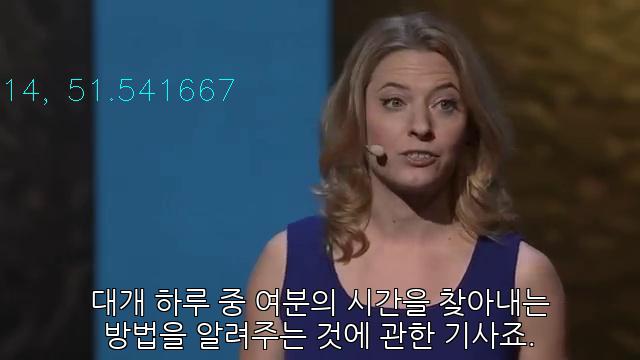 14, 51.541667
대개 하루 중 여분의 시간을 찾아내는
방법을 알려주는 것에 관한 기사죠.